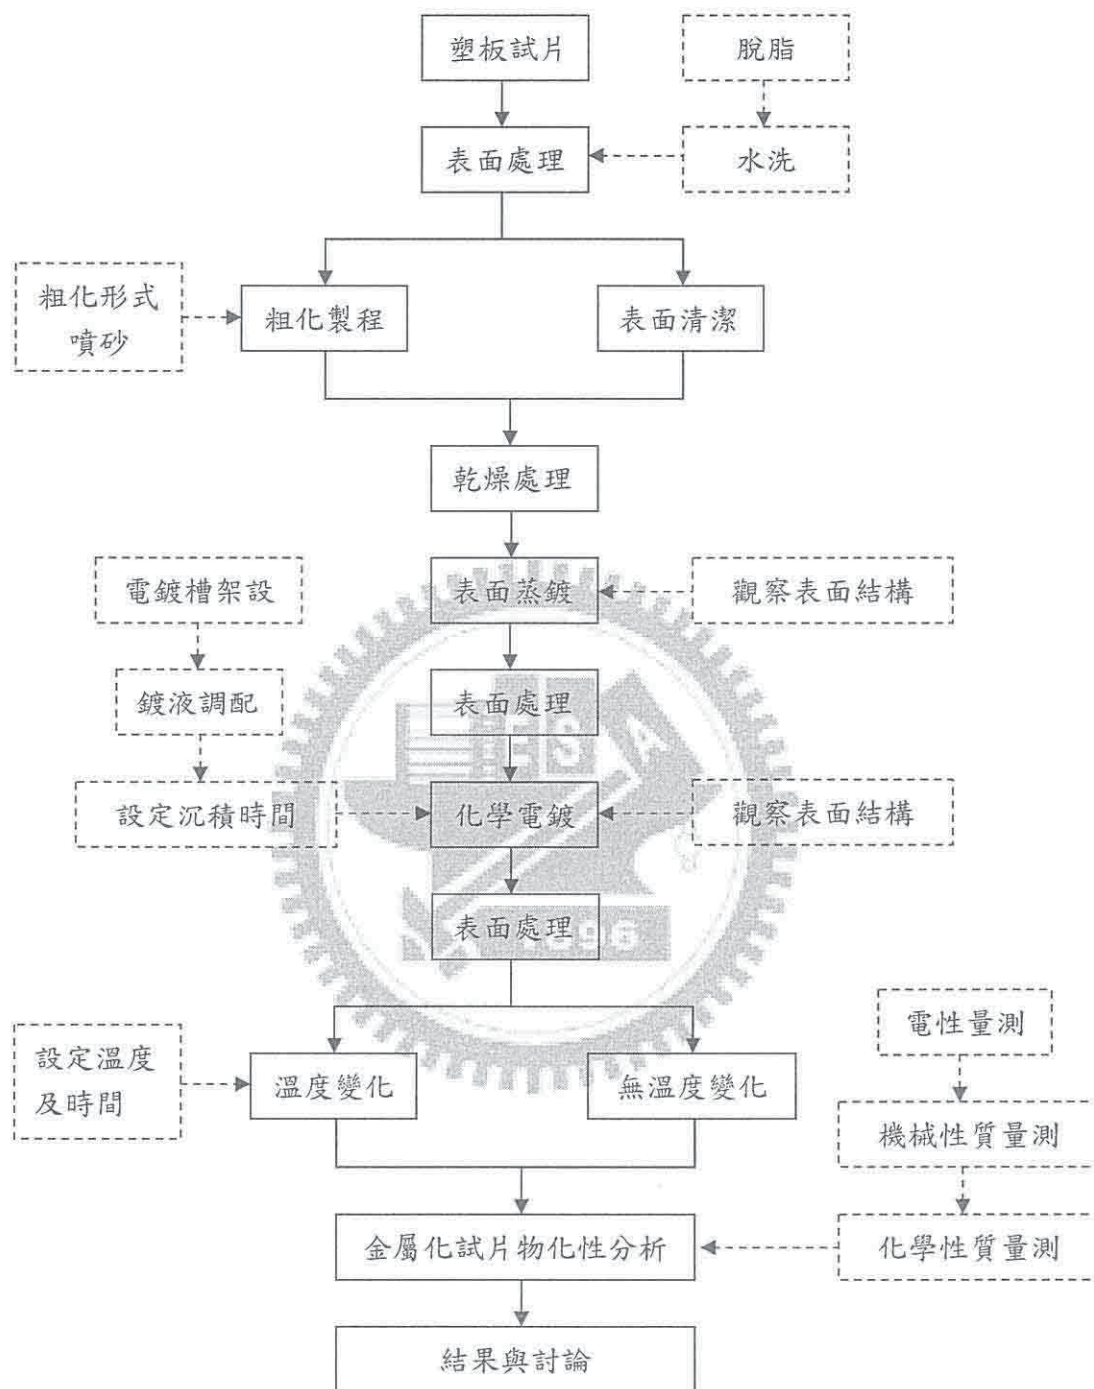 塑板試片
脫脂
表面處理
水洗
粗化形式
噴砂
粗化製程
表面清潔
乾燥處理
電鍍槽架設
表面蒸鍍
觀察表面結構
鍍液調配
表面處理
ESA
設定沉積時間
化學電鍍
觀察表面結構
表面處理
1896
電性量測
設定溫度
及時間
溫度變化
無溫度變化
機械性質量測
金屬化試片物化性分析
化學性質量測
結果與討論